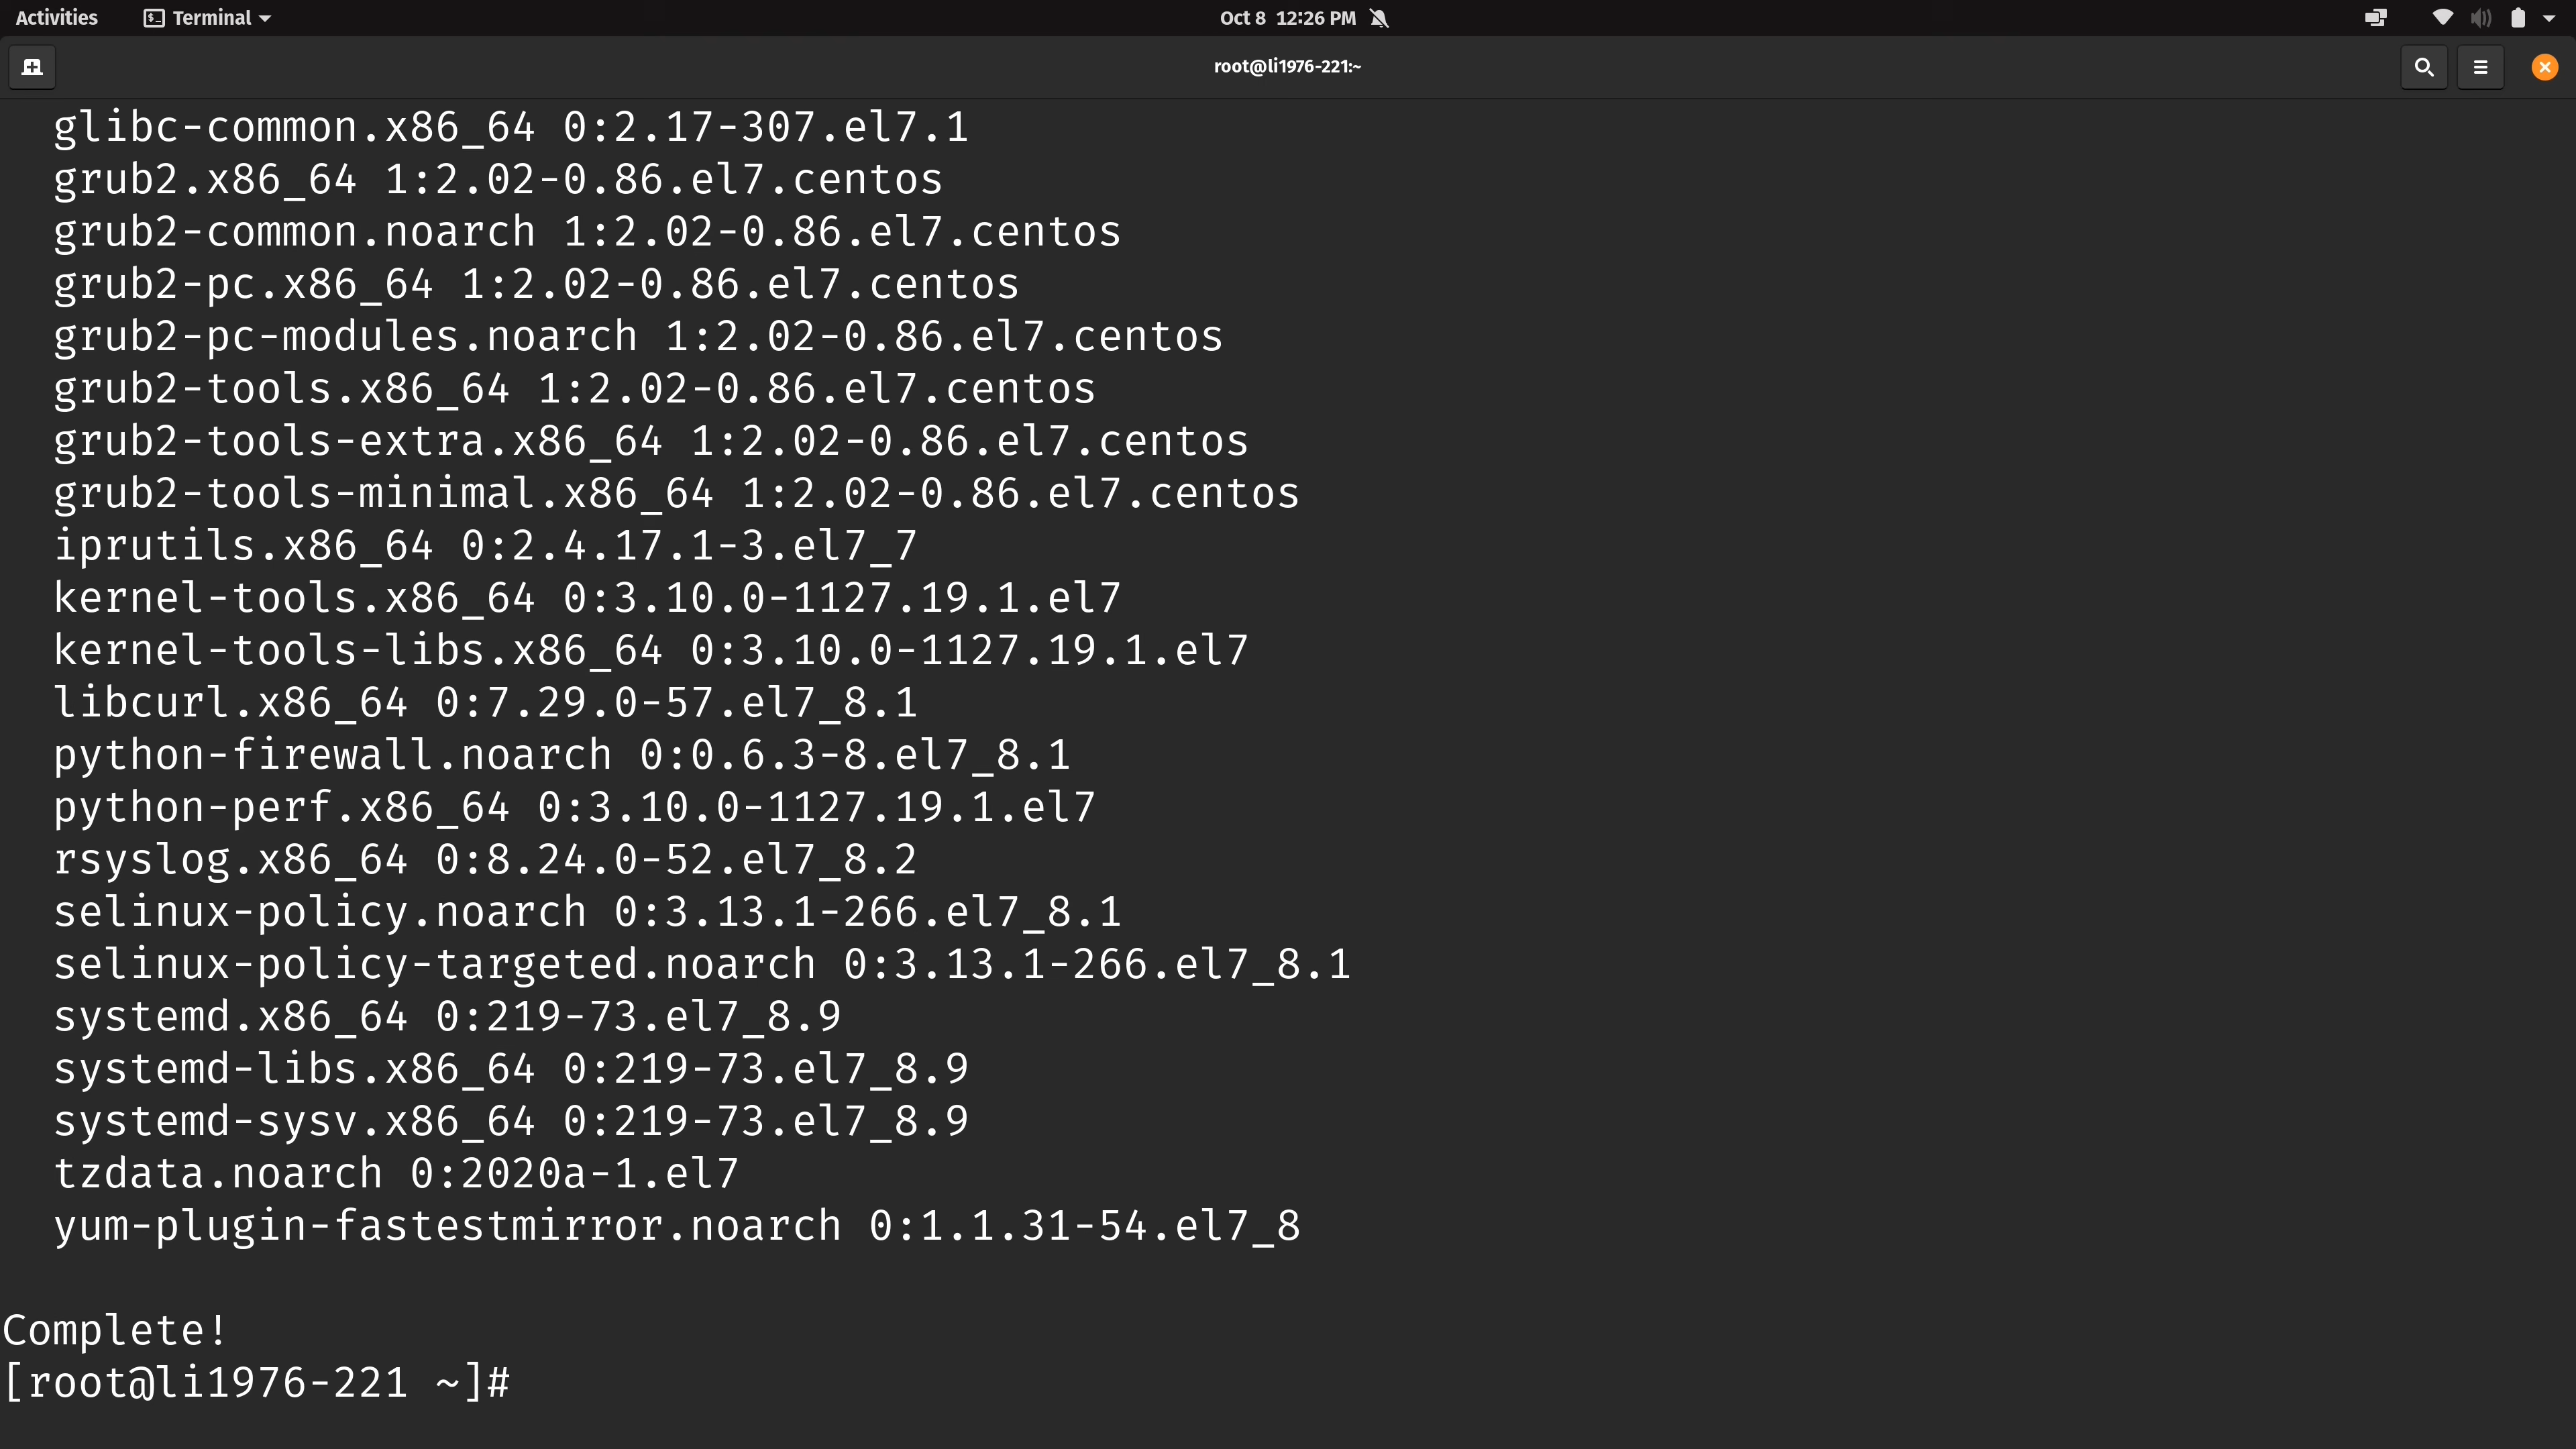 Activities Terminal Oct 8 12:26 PM
root@li1976-221:~
glibc-common.x86_64 0:2.17-307.el7.1
grub2.x86_64 1:2.02-0.86.el7.centos
grub2-common.noarch 1:2.02-0.86.el7.centos
grub2-pc.x86_64 1:2.02-0.86.el7.centos
grub2-pc-modules.noarch 1:2.02-0.86.el7.centos
grub2-tools.x86_64 1:2.02-0.86.el7.centos
grub2-tools-extra.x86_64 1:2.02-0.86.el7.centos
grub2-tools-minimal.x86_64 1:2.02-0.86.el7.centos
iprutils.x86_64 0:2.4.17.1-3.el7_7
kernel-tools.x86_64 0:3.10.0-1127.19.1.el7
kernel-tools-libs.x86_64 0:3.10.0-1127.19.1.el7
libcurl.x86_64 0:7.29.0-57.el7_8.1
python-firewall.noarch 0:0.6.3-8.el7_8.1
python-perf.x86_64 0:3.10.0-1127.19.1.el7
rsyslog.x86_64 0:8.24.0-52.el7_8.2
selinux-policy.noarch 0:3.13.1-266.el7_8.1
selinux-policy-targeted.noarch 0:3.13.1-266.el7_8.1
systemd.x86_64 0:219-73.el7_8.9
systemd-libs.x86_64 0:219-73.el7_8.9
systemd-sysv.x86_64 0:219-73.el7_8.9
tzdata.noarch 0:2020a-1.el7
yum-plugin-fastestmirror.noarch 0:1.1.31-54.el7_8
Complete!
[root@li1976-221 ~]#